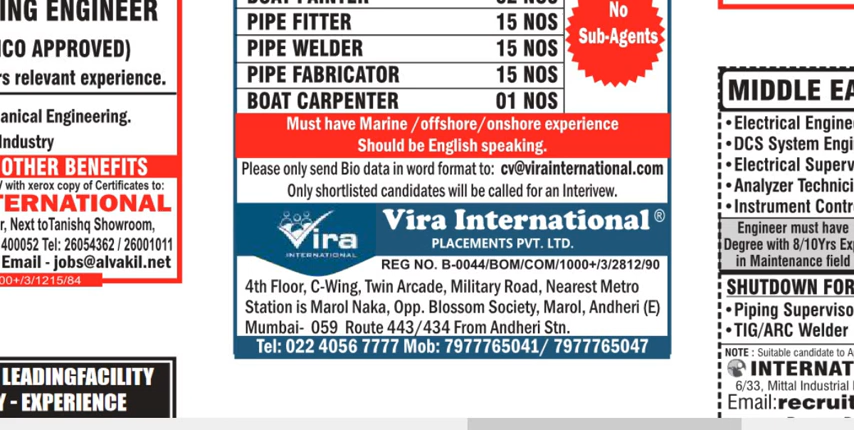 ING ENGINEER
CO APPROVED)
rs relevant experience.
anical Engineering.
Industry
OTHER BENEFITS
V with xerox copy of Certificates to:
TERNATIONAL
r, Next toTanishq Showroom,
400052 Tel: 26054362 / 26001011
Email - jobs@alvakil.net
00+/3/1215/84
LEADINGFACILITY
Y - EXPERIENCE
BOAT PAINTER 02 NOS
PIPE FITTER 15 NOS
PIPE WELDER 15 NOS
PIPE FABRICATOR 15 NOS
BOAT CARPENTER 01 NOS
No
Sub-Agents
Must have Marine /offshore/onshore experience
Should be English speaking.
Please only send Bio data in word format to: cv@virainternational.com
Only shortlisted candidates will be called for an Interivew.
Vira
INTERNATIONAL
Vira International ®
PLACEMENTS PVT. LTD.
REG NO. B-0044/BOM/COM/1000+/3/2812/90
4th Floor, C-Wing, Twin Arcade, Military Road, Nearest Metro
Station is Marol Naka, Opp. Blossom Society, Marol, Andheri (E)
Mumbai- 059 Route 443/434 From Andheri Stn.
Tel: 022 4056 7777 Mob: 7977765041/ 7977765047
MIDDLE EA
• Electrical Enginee
• DCS System Engi
• Electrical Superv
• Analyzer Technici
• Instrument Contr
Engineer must have
Degree with 8/10Yrs Exp
in Maintenance field
SHUTDOWN FOR
• Piping Superviso
• TIG/ARC Welder
NOTE : Suitable candidate to A
INTERNAT
6/33, Mittal Industrial
Email:recruit